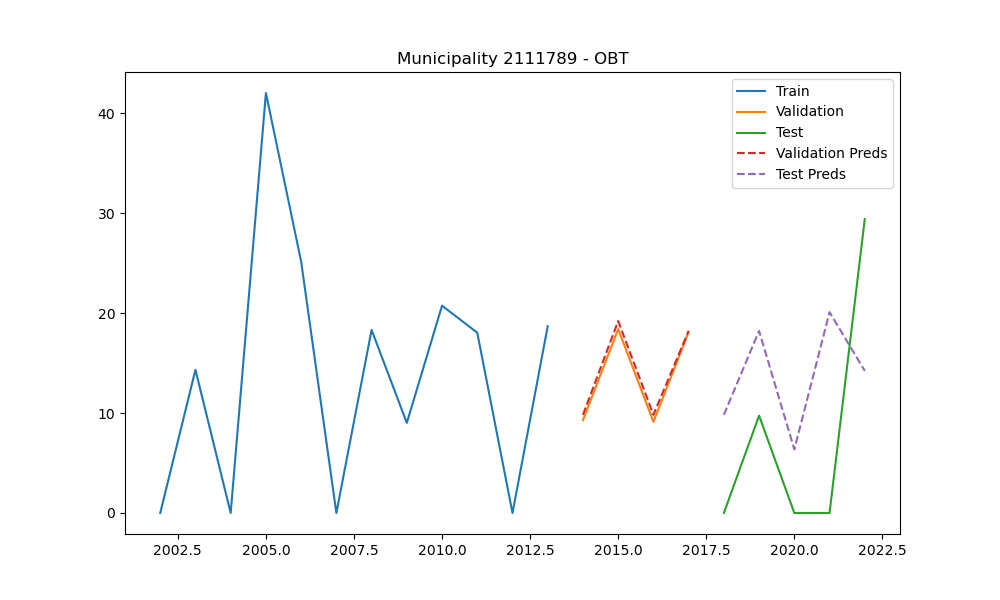 Municipality 2111789 - OBT
Train
Validation
Test
Validation Preds
Test Preds
40
30
20
10
0
2002.5 2005.0 2007.5 2010.0 2012.5 2015.0 2017.5 2020.0 2022.5